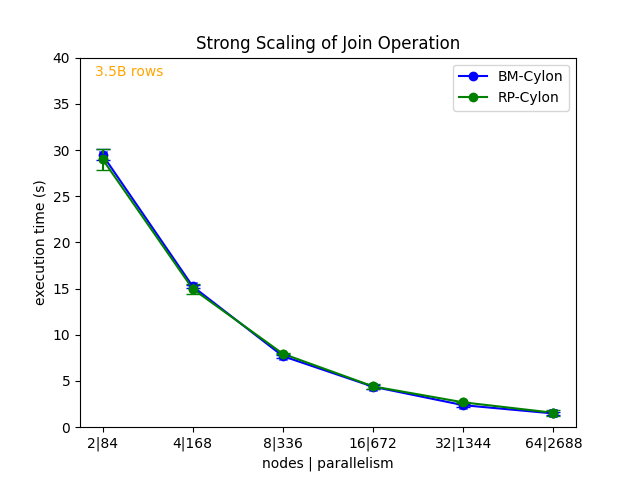 Strong Scaling of Join Operation
3.5B rows
BM-Cylon
RP-Cylon
execution time (s)
40
35
30
25
20
15
10
5
0
2|84
4|168
8|336
16|672
32|1344
64|2688
nodes | parallelism